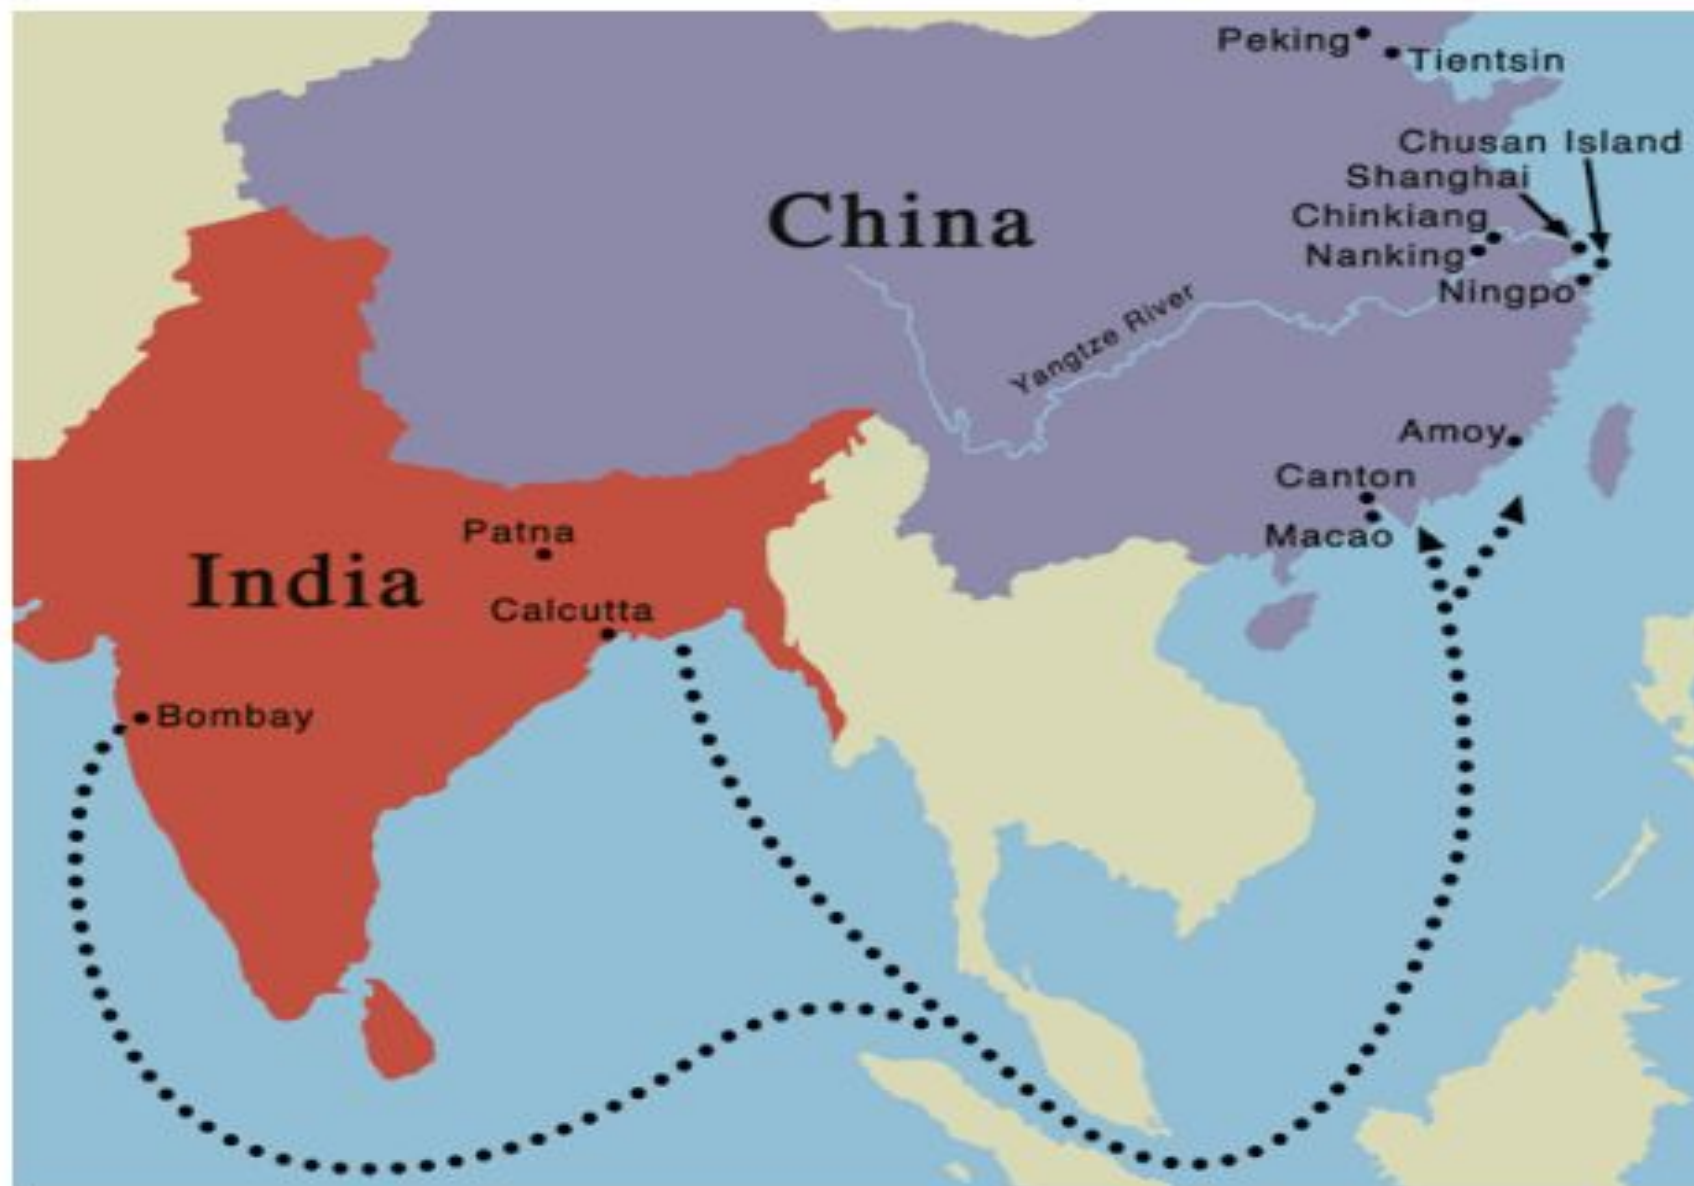 Peking
Tientsin
Chusan Island
Shanghai
China
Chinkiang
Nanking
Ningpo
Yangtze River
Amoy
Canton
Macao
Patna
India
Calcutta
Bombay